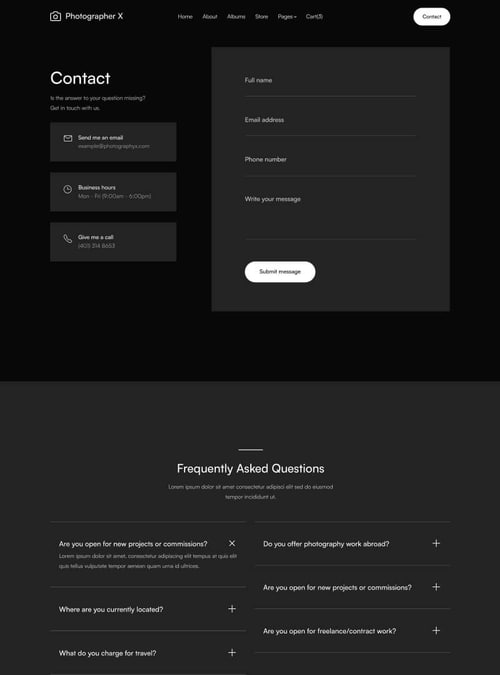 Photographer X
Home About Albums Store Pages Cart(3)
Contact
Contact
Is the answer to your question missing?
Get in touch with us.
Send me an email
example@photographyx.com
Business hours
Mon - Fri (9:00am - 6:00pm)
Give me a call
(401) 314 8653
Full name
Email address
Phone number
Write your message
Submit message
Frequently Asked Questions
Lorem ipsum dolor sit amet consectetur adipisci elit sed do eiusmod
tempor incididunt ut.
Are you open for new projects or commissions?
Lorem ipsum dolor sit amet, consectetur adipiscing elit tempus at quis elit
quis tellus vulputate tempor aenean quam urna id ultrices.
Where are you currently located?
What do you charge for travel?
Do you offer photography work abroad?
Are you open for new projects or commissions?
Are you open for freelance/contract work?